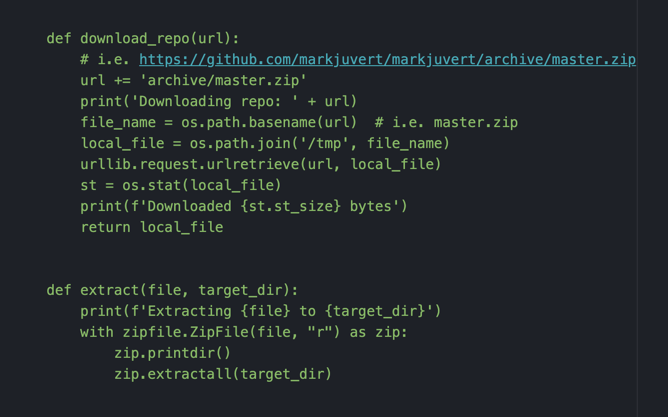 def download_repo(url):
    # i.e. https://github.com/markjuvert/markjuvert/archive/master.zip
    url += 'archive/master.zip'
    print('Downloading repo: ' + url)
    file_name = os.path.basename(url)  # i.e. master.zip
    local_file = os.path.join('/tmp', file_name)
    urllib.request.urlretrieve(url, local_file)
    st = os.stat(local_file)
    print(f'Downloaded {st.st_size} bytes')
    return local_file
def extract(file, target_dir):
    print(f'Extracting {file} to {target_dir}')
    with zipfile.ZipFile(file, "r") as zip:
        zip.printdir()
        zip.extractall(target_dir)